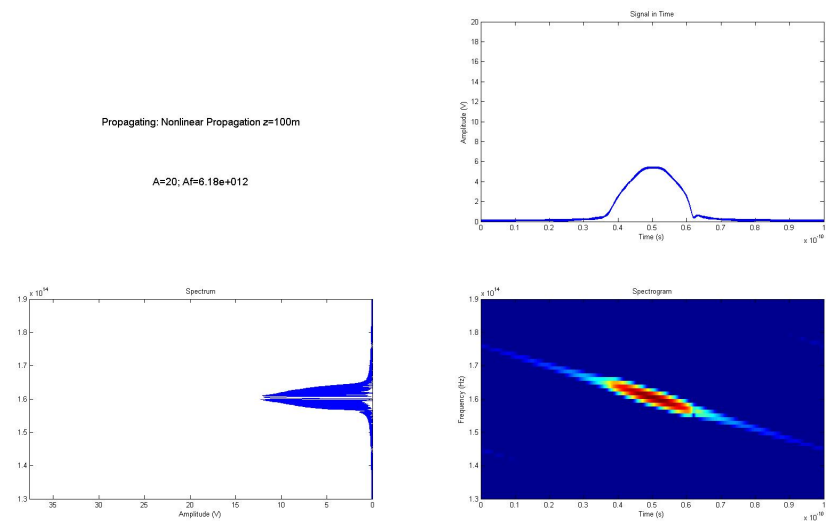 Propagating: Nonlinear Propagation z=100m
A=20; Af=6.18e+012
Signal in Time
Amplitude (V)
20
18
16
14
12
10
8
6
4
2
0
0 0.1 0.2 0.3 0.4 0.5 0.6 0.7 0.8 0.9 1
Time (s)
x 10^-10
Spectrum
x 10^14
1.9
1.8
1.7
1.6
1.5
1.4
1.3
35 30 25 20 15 10 5 0
Amplitude (V)
Spectrogram
x 10^14
Frequency (Hz)
1.9
1.8
1.7
1.6
1.5
1.4
1.3
0 0.1 0.2 0.3 0.4 0.5 0.6 0.7 0.8 0.9 1
Time (s)
x 10^-10